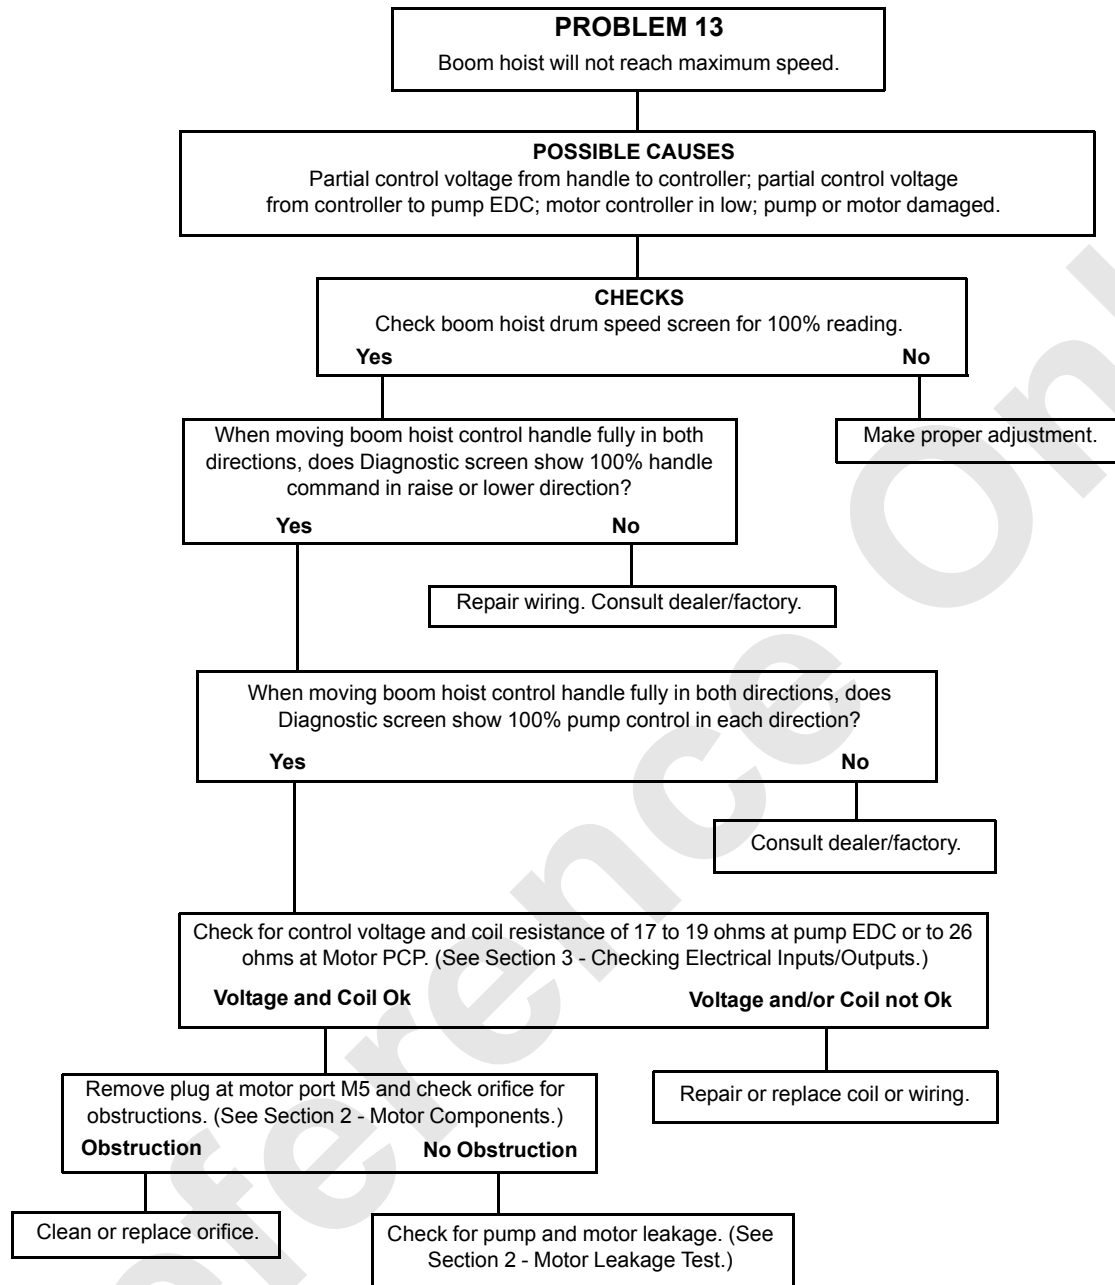 PROBLEM 13
Boom hoist will not reach maximum speed.
POSSIBLE CAUSES
Partial control voltage from handle to controller; partial control voltage
from controller to pump EDC; motor controller in low; pump or motor damaged.
CHECKS
Check boom hoist drum speed screen for 100% reading.
Yes No
When moving boom hoist control handle fully in both
directions, does Diagnostic screen show 100% handle
command in raise or lower direction?
Yes No
Make proper adjustment.
Repair wiring. Consult dealer/factory.
When moving boom hoist control handle fully in both directions, does
Diagnostic screen show 100% pump control in each direction?
Yes No
Consult dealer/factory.
Check for control voltage and coil resistance of 17 to 19 ohms at pump EDC or to 26
ohms at Motor PCP. (See Section 3 - Checking Electrical Inputs/Outputs.)
Voltage and Coil Ok Voltage and/or Coil not Ok
Remove plug at motor port M5 and check orifice for
obstructions. (See Section 2 - Motor Components.)
Obstruction No Obstruction
Repair or replace coil or wiring.
Clean or replace orifice.
Check for pump and motor leakage. (See
Section 2 - Motor Leakage Test.)
ference Onl